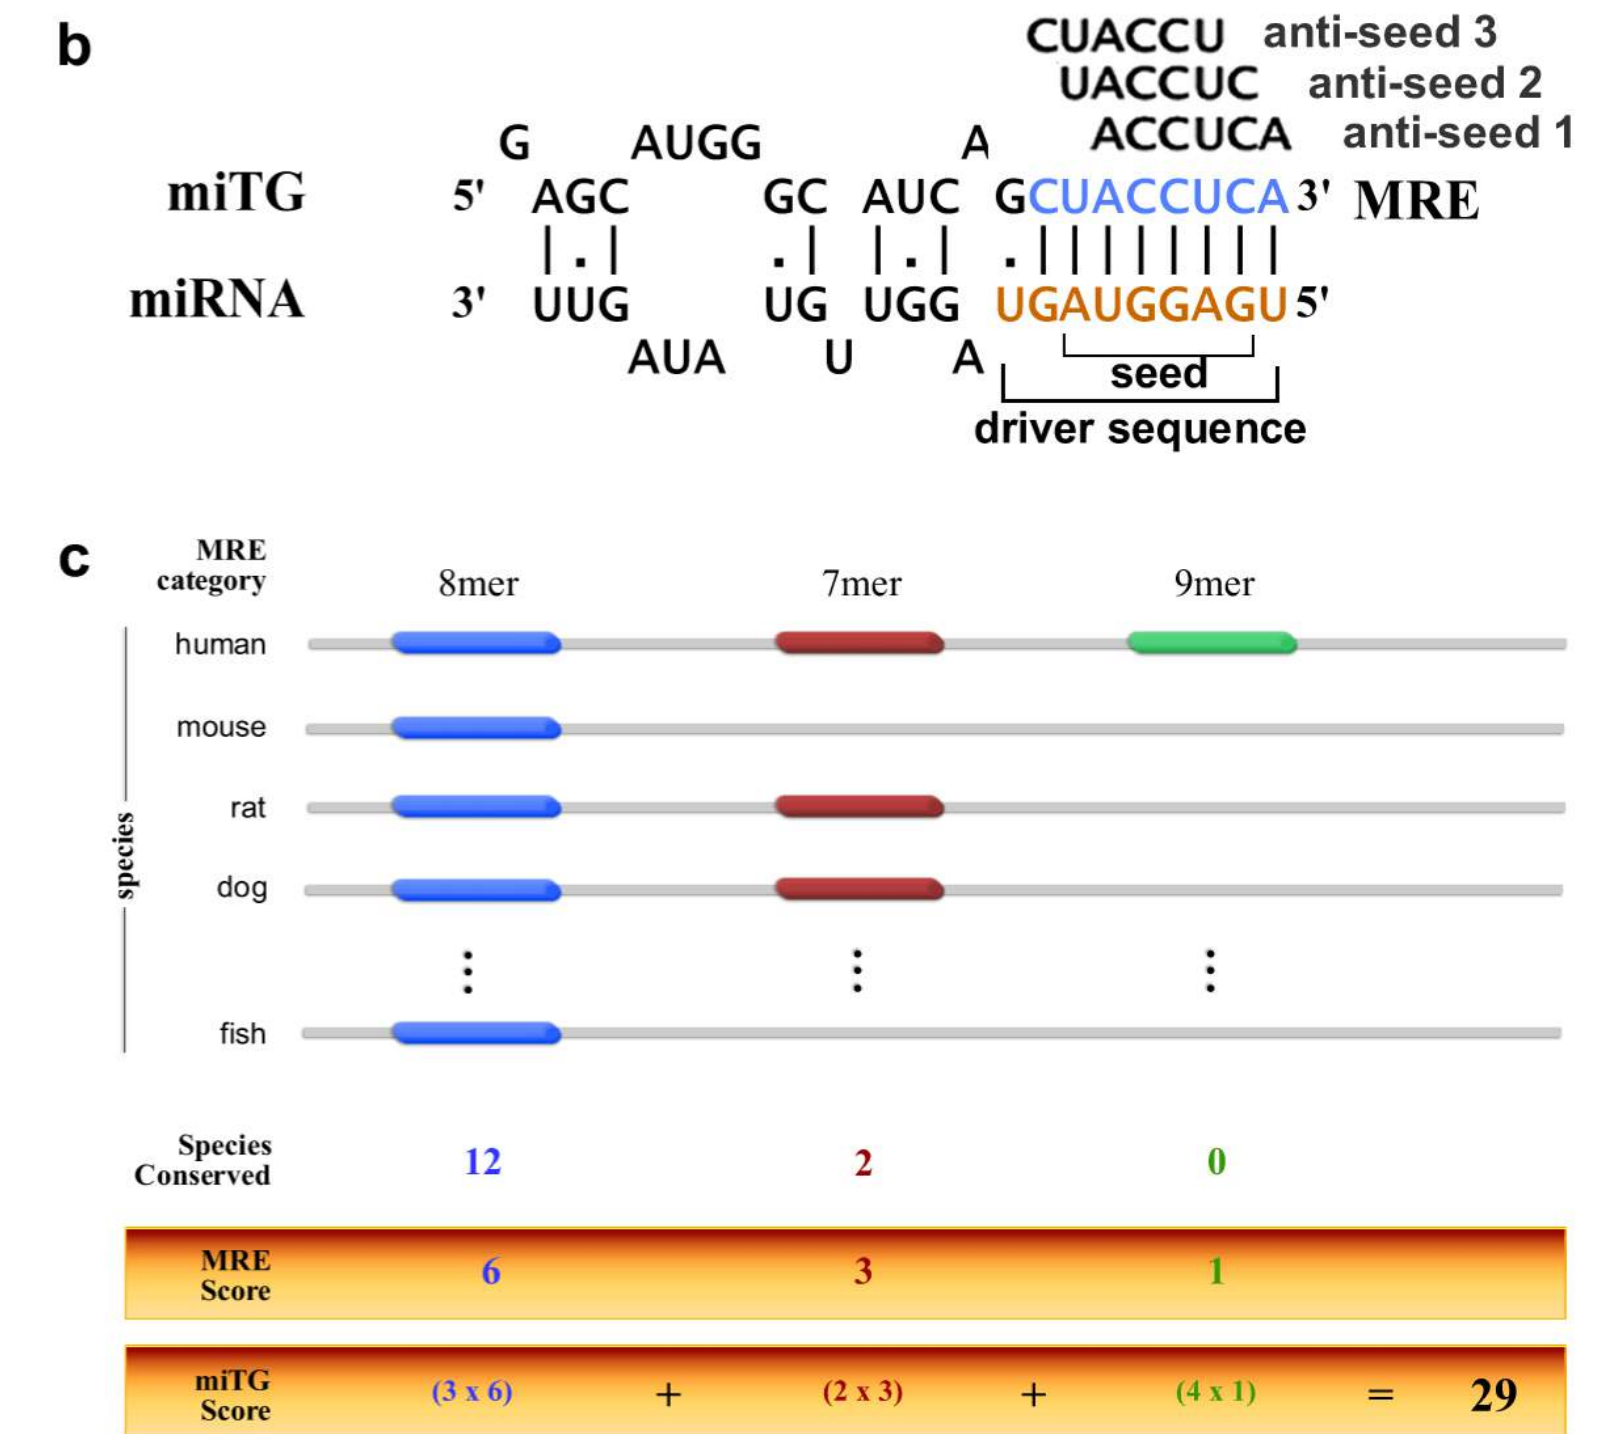 b
CUACCU anti-seed 3
UACCUC anti-seed 2
ACCUCA anti-seed 1
G AUGG A
miTG 5' AGC GC AUC GCUACCUCA 3' MRE
|.| .| |.| .||||||||
miRNA 3' UUG UG UGG UGAUGGAGU 5'
AUA U A
seed
driver sequence
c
MRE
category 8mer 7mer 9mer
human
mouse
rat
dog
⋮ ⋮ ⋮
fish
species
Species
Conserved 12 2 0
MRE
Score 6 3 1
miTG
Score (3 x 6) + (2 x 3) + (4 x 1) = 29